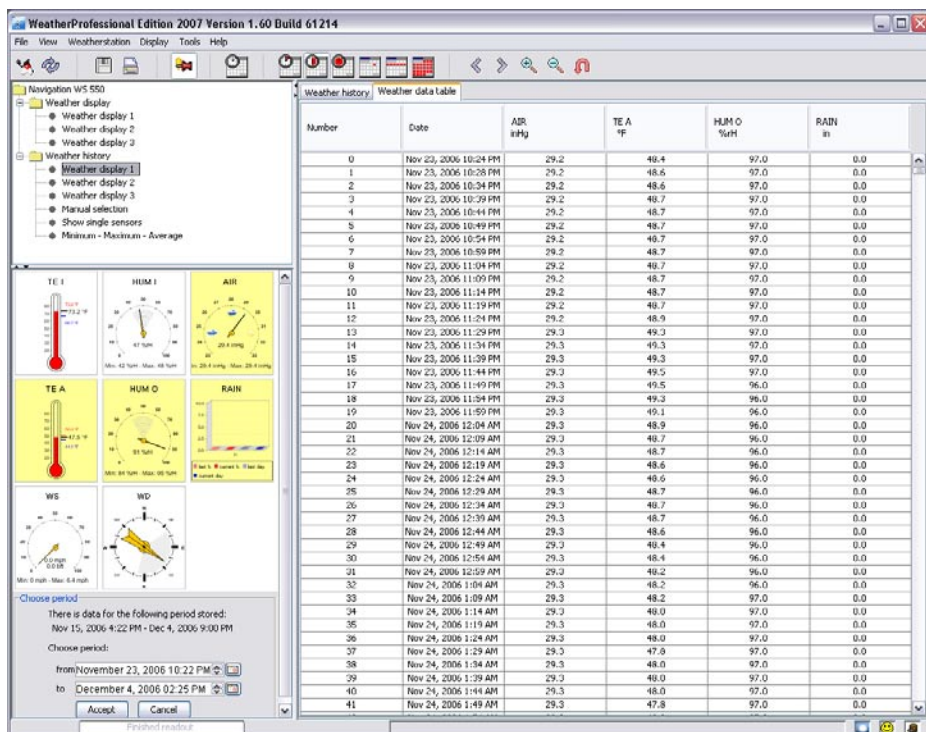 WeatherProfessional Edition 2007 Version 1.60 Build 61214
File View Weatherstation Display Tools Help
Navigation WS 550
Weather display
Weather display 1
Weather display 2
Weather display 3
Weather history
Weather display 1
Weather display 2
Weather display 3
Manual selection
Show single sensors
Minimum - Maximum - Average
TE I HUM I AIR
73.2 °F 47 %rH 29.4 inHg
Min: 42 %rH - Max: 48 %rH
TE A HUM O RAIN
47.5 °F 91 %rH
WS WD
0.0 mph
0.0 bft
Min: 0 mph - Max: 6.4 mph
Choose period
There is data for the following period stored:
Nov 15, 2006 4:22 PM - Dec 4, 2006 9:00 PM
Choose period:
from November 23, 2006 10:22 PM
to December 4, 2006 02:25 PM
Accept Cancel
Finished readout
Weather history Weather data table
Number Date AIR inHg TE A °F HUM O %rH RAIN in
0 Nov 23, 2006 10:24 PM 29.2 48.4 97.0 0.0
1 Nov 23, 2006 10:28 PM 29.2 48.6 97.0 0.0
2 Nov 23, 2006 10:34 PM 29.2 48.6 97.0 0.0
3 Nov 23, 2006 10:39 PM 29.2 48.7 97.0 0.0
4 Nov 23, 2006 10:44 PM 29.2 48.7 97.0 0.0
5 Nov 23, 2006 10:49 PM 29.2 48.7 97.0 0.0
6 Nov 23, 2006 10:54 PM 29.2 48.7 97.0 0.0
7 Nov 23, 2006 10:59 PM 29.2 48.7 97.0 0.0
8 Nov 23, 2006 11:04 PM 29.2 48.7 97.0 0.0
9 Nov 23, 2006 11:09 PM 29.2 48.7 97.0 0.0
10 Nov 23, 2006 11:14 PM 29.2 48.7 97.0 0.0
11 Nov 23, 2006 11:19 PM 29.2 48.7 97.0 0.0
12 Nov 23, 2006 11:24 PM 29.2 48.9 97.0 0.0
13 Nov 23, 2006 11:29 PM 29.3 49.3 97.0 0.0
14 Nov 23, 2006 11:34 PM 29.3 49.3 97.0 0.0
15 Nov 23, 2006 11:39 PM 29.3 49.3 97.0 0.0
16 Nov 23, 2006 11:44 PM 29.3 49.5 97.0 0.0
17 Nov 23, 2006 11:49 PM 29.3 49.5 96.0 0.0
18 Nov 23, 2006 11:54 PM 29.3 49.3 96.0 0.0
19 Nov 23, 2006 11:59 PM 29.3 49.1 96.0 0.0
20 Nov 24, 2006 12:04 AM 29.3 48.9 96.0 0.0
21 Nov 24, 2006 12:09 AM 29.3 48.7 96.0 0.0
22 Nov 24, 2006 12:14 AM 29.3 48.7 96.0 0.0
23 Nov 24, 2006 12:19 AM 29.3 48.6 96.0 0.0
24 Nov 24, 2006 12:24 AM 29.3 48.6 96.0 0.0
25 Nov 24, 2006 12:29 AM 29.3 48.7 96.0 0.0
26 Nov 24, 2006 12:34 AM 29.3 48.7 96.0 0.0
27 Nov 24, 2006 12:39 AM 29.3 48.7 96.0 0.0
28 Nov 24, 2006 12:44 AM 29.3 48.6 96.0 0.0
29 Nov 24, 2006 12:49 AM 29.3 48.4 96.0 0.0
30 Nov 24, 2006 12:54 AM 29.3 48.4 96.0 0.0
31 Nov 24, 2006 12:59 AM 29.3 48.2 96.0 0.0
32 Nov 24, 2006 1:04 AM 29.3 48.2 96.0 0.0
33 Nov 24, 2006 1:09 AM 29.3 48.2 97.0 0.0
34 Nov 24, 2006 1:14 AM 29.3 48.0 97.0 0.0
35 Nov 24, 2006 1:19 AM 29.3 48.0 97.0 0.0
36 Nov 24, 2006 1:24 AM 29.3 48.0 97.0 0.0
37 Nov 24, 2006 1:29 AM 29.3 47.8 97.0 0.0
38 Nov 24, 2006 1:34 AM 29.3 48.0 97.0 0.0
39 Nov 24, 2006 1:39 AM 29.3 48.0 97.0 0.0
40 Nov 24, 2006 1:44 AM 29.3 48.0 97.0 0.0
41 Nov 24, 2006 1:49 AM 29.3 47.8 97.0 0.0